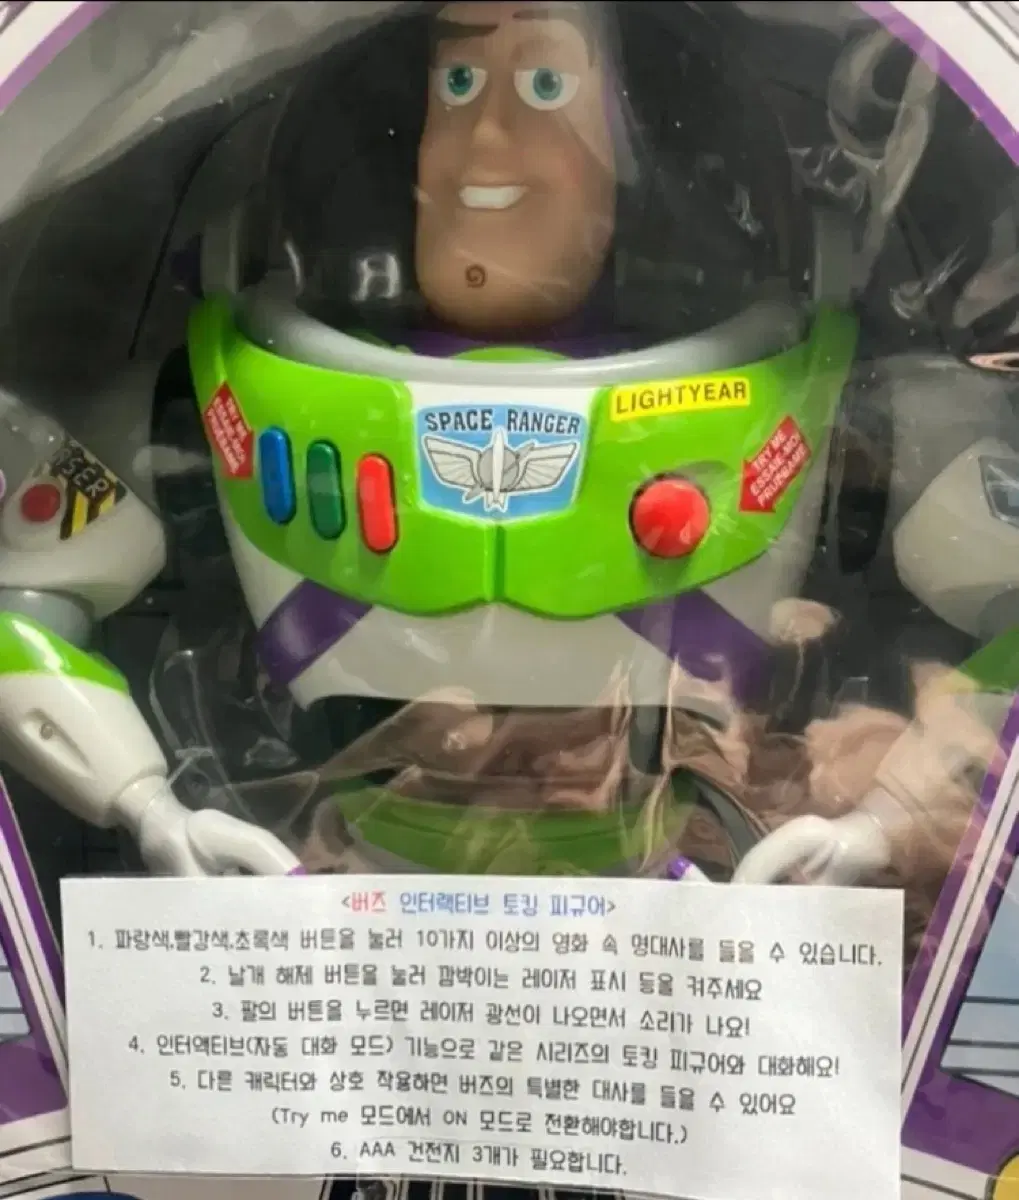 SPACE RANGER
LIGHTYEAR
TRY ME
ESSAIE-MOI
PRUÉBAME
TRY ME
ESSAIE-MOI
PRUÉBAME
<버즈 인터랙티브 토킹 피규어>
1. 파랑색,빨강색,초록색 버튼을 눌러 10가지 이상의 영화 속 명대사를 들을 수 있습니다.
2. 날개 해제 버튼을 눌러 깜박이는 레이저 표시 등을 켜주세요
3. 팔의 버튼을 누르면 레이저 광선이 나오면서 소리가 나요!
4. 인터액티브(자동 대화 모드) 기능으로 같은 시리즈의 토킹 피규어와 대화해요!
5. 다른 캐릭터와 상호 작용하면 버즈의 특별한 대사를 들을 수 있어요
(Try me 모드에서 ON 모드로 전환해야합니다.)
6. AAA 건전지 3개가 필요합니다.